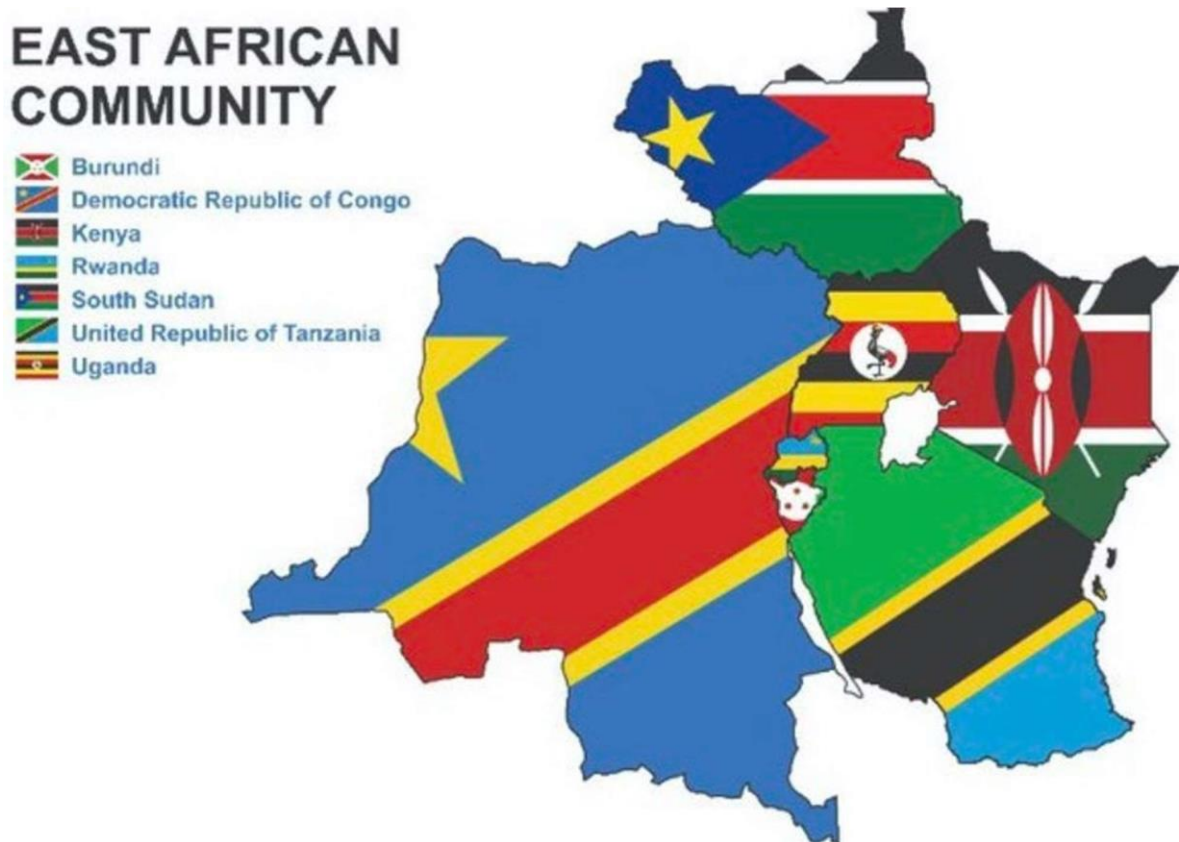 EAST AFRICAN
COMMUNITY
Burundi
Democratic Republic of Congo
Kenya
Rwanda
South Sudan
United Republic of Tanzania
Uganda